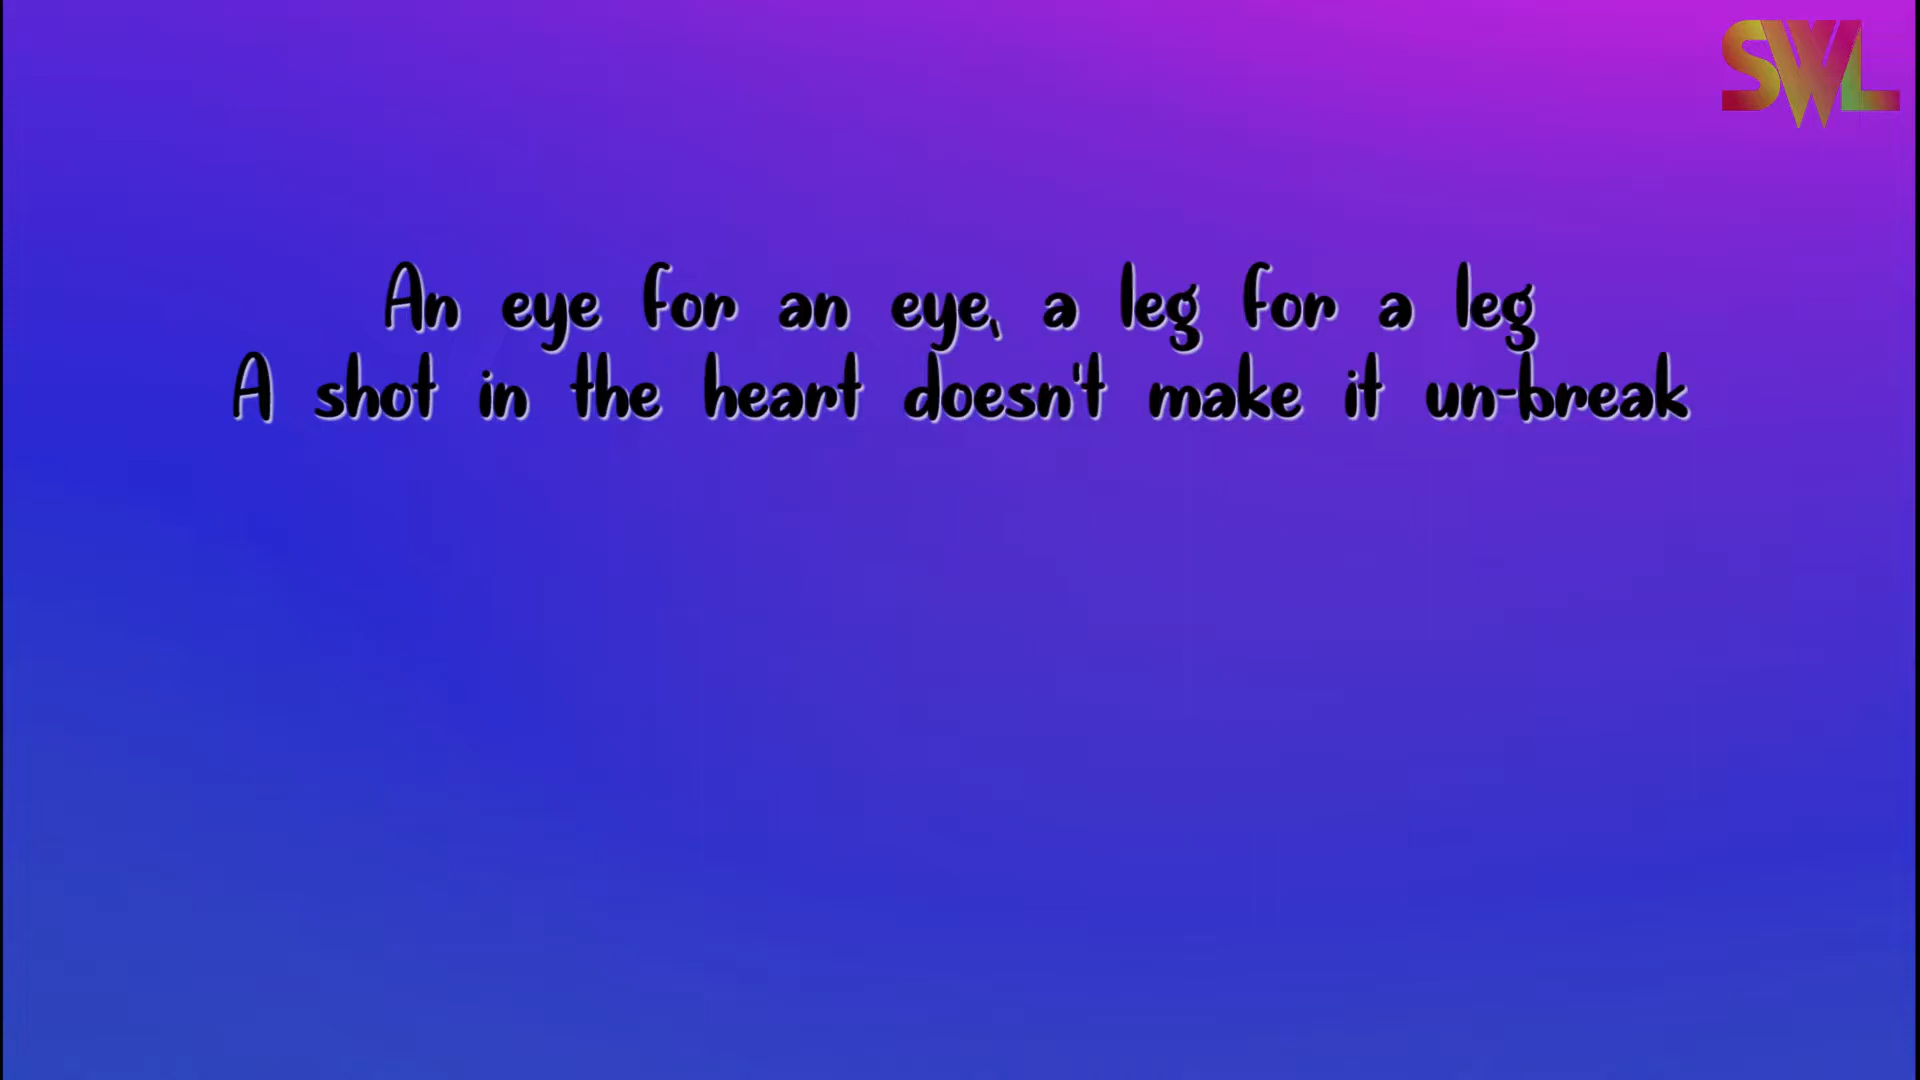 SWL
An eye for an eye, a leg for a leg
A shot in the heart doesn't make it un-break